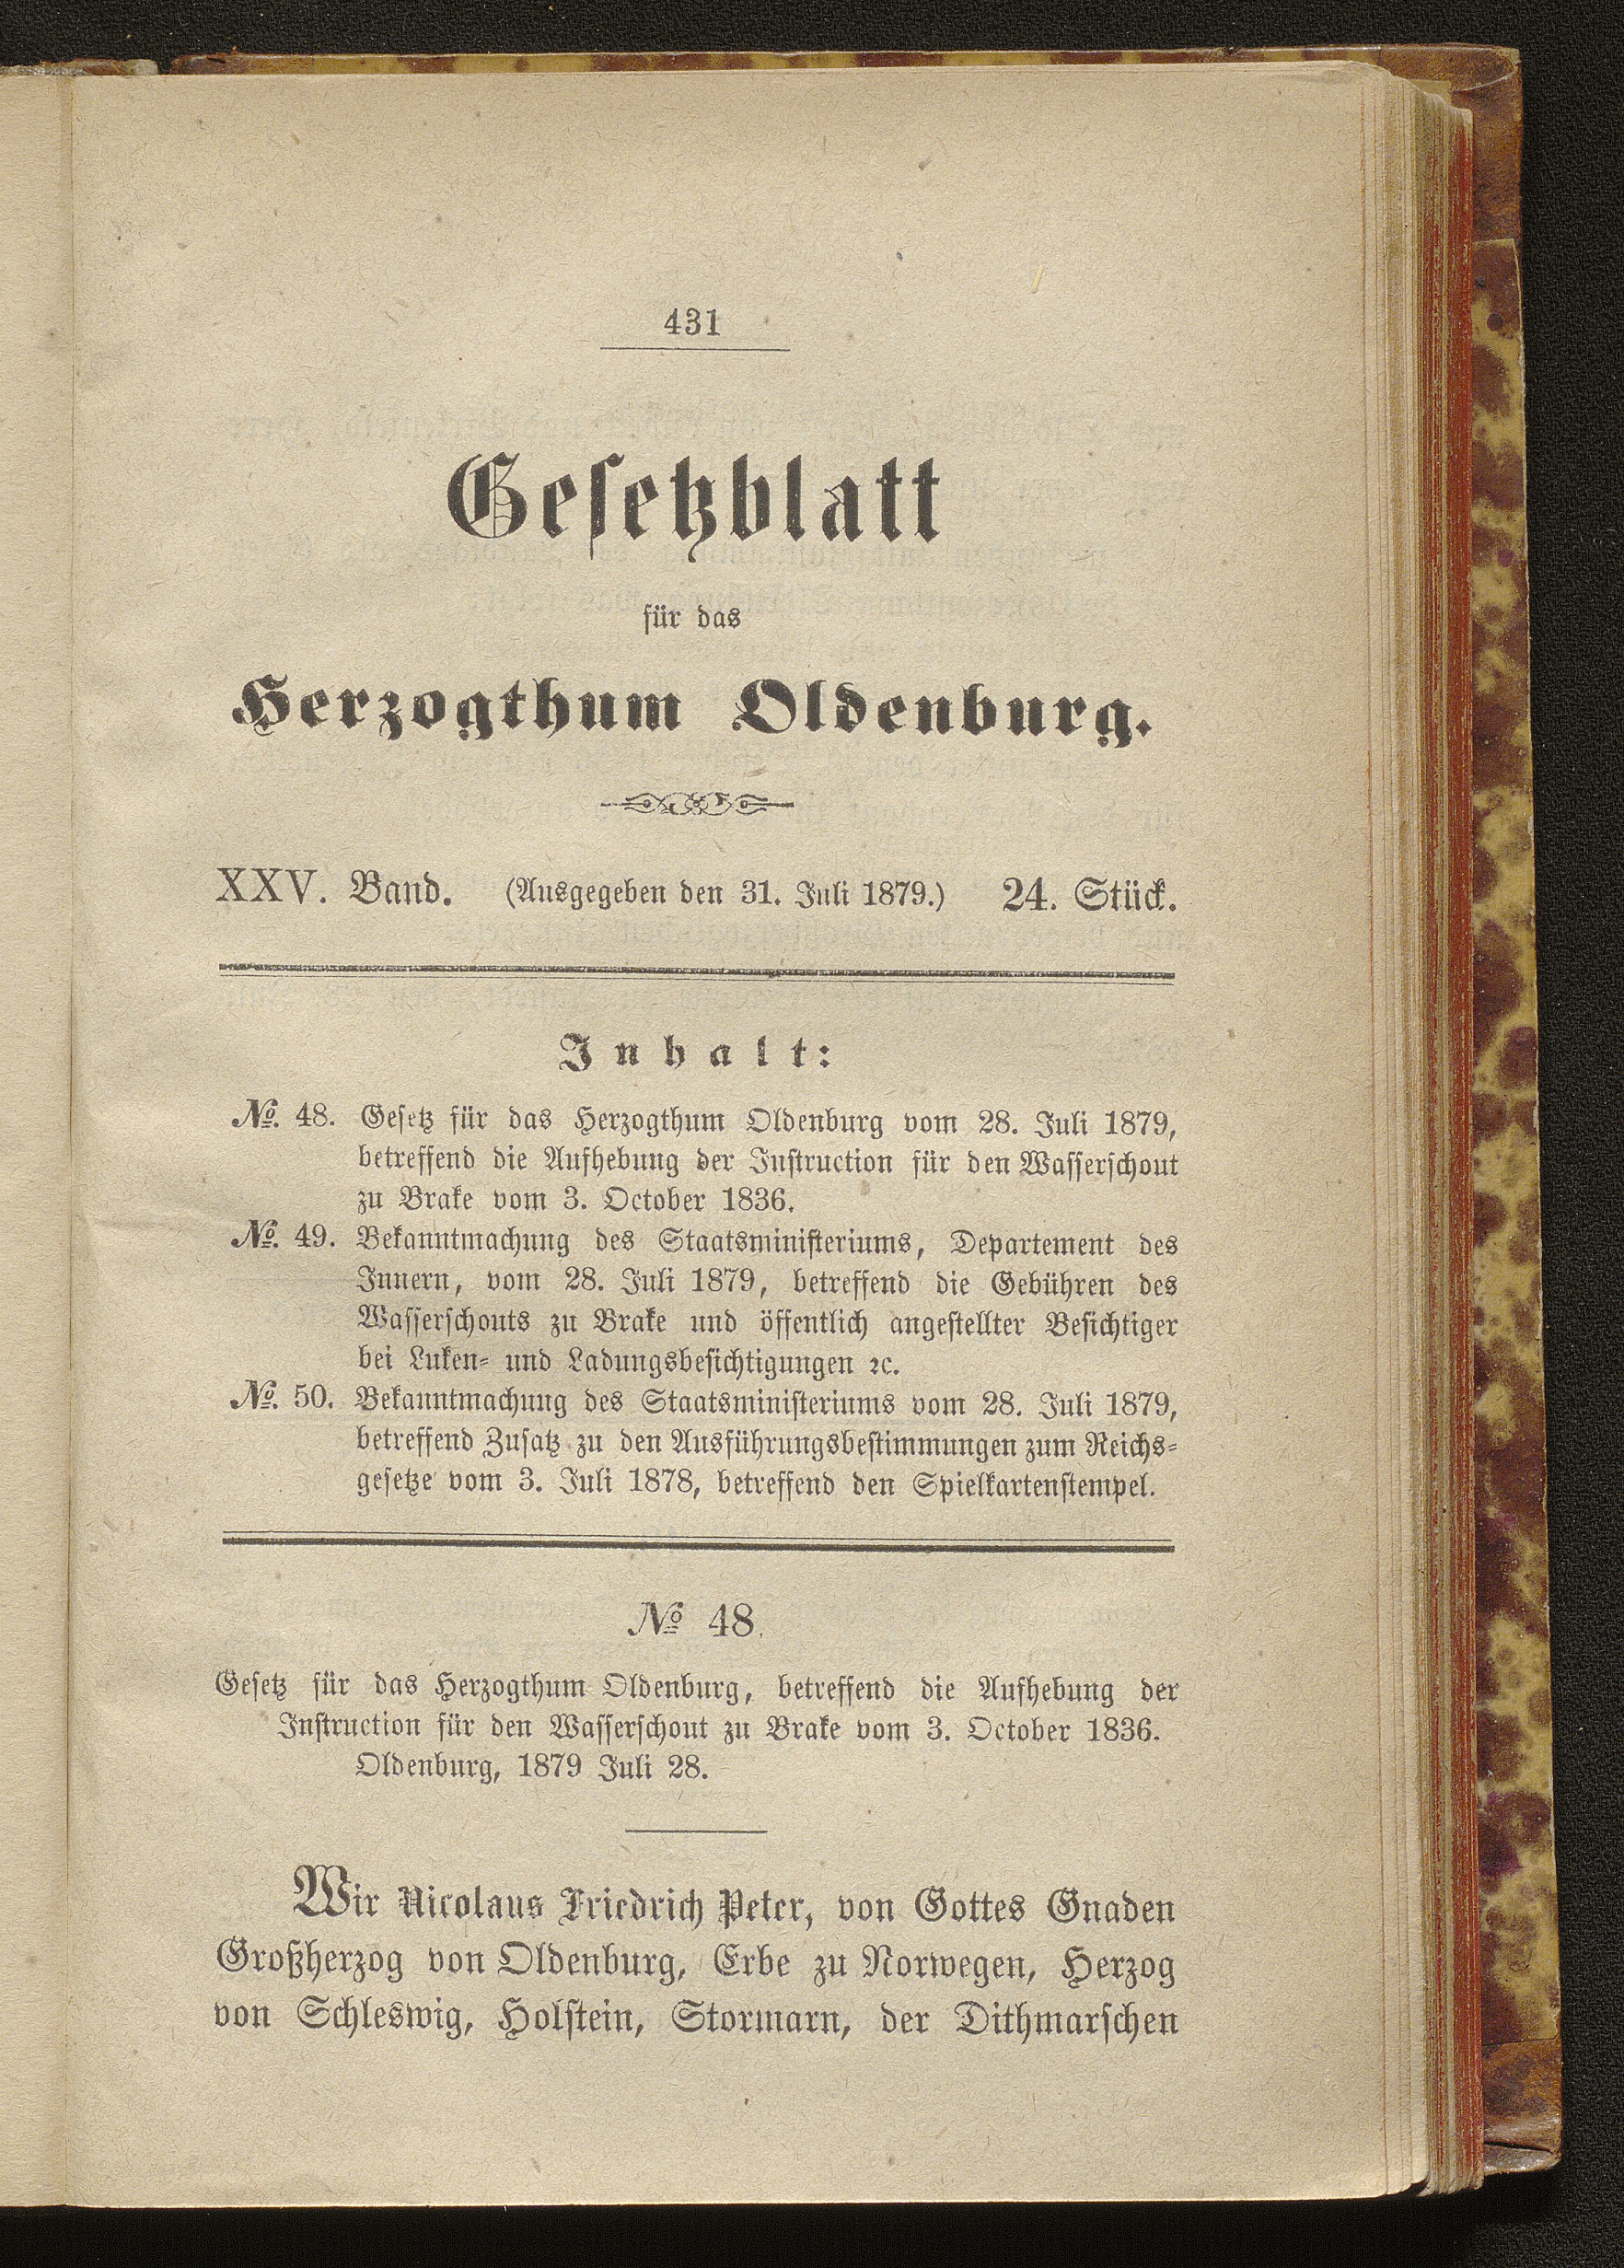 431
Gesetzblatt
für das
Herzogthum Oldenburg.
XXV. Band. (Ausgegeben den 31. Juli 1879.) 24. Stück.
Inhalt:
№. 48. Gesetz für das Herzogthum Oldenburg vom 28. Juli 1879,
betreffend die Aufhebung der Instruction für den Wasserschout
zu Brake vom 3. October 1836.
№. 49. Bekanntmachung des Staatsministeriums, Departement des
Innern, vom 28. Juli 1879, betreffend die Gebühren des
Wasserschouts zu Brake und öffentlich angestellter Besichtiger
bei Luken- und Ladungsbesichtigungen ꝛc.
№. 50. Bekanntmachung des Staatsministeriums vom 28. Juli 1879,
betreffend Zusatz zu den Ausführungsbestimmungen zum Reichs-
gesetze vom 3. Juli 1878, betreffend den Spielkartenstempel.
№ 48.
Gesetz für das Herzogthum Oldenburg, betreffend die Aufhebung der
Instruction für den Wasserschout zu Brake vom 3. October 1836.
Oldenburg, 1879 Juli 28.
Wir Nicolaus Friedrich Peter, von Gottes Gnaden
Großherzog von Oldenburg, Erbe zu Norwegen, Herzog
von Schleswig, Holstein, Stormarn, der Dithmarschen